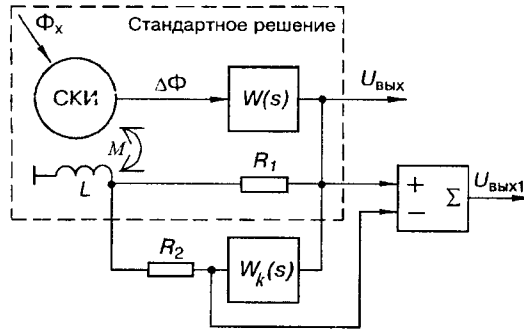 Стандартное решение
Φx
СКИ
ΔΦ
W(s)
Uвых
M
L
R1
+
−
Σ
Uвых1
R2
Wk(s)